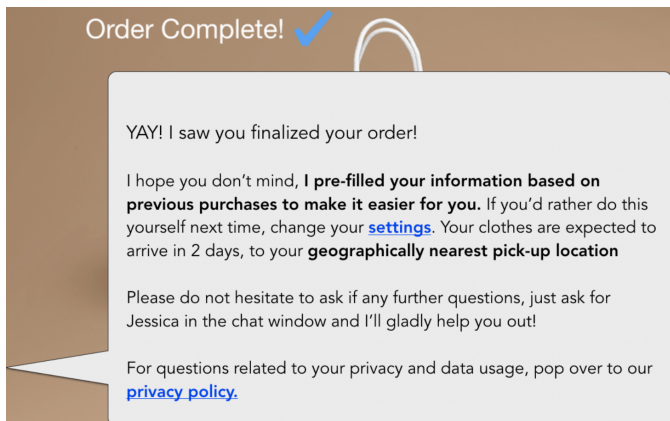 Order Complete!
YAY! I saw you finalized your order!
I hope you don’t mind, I pre-filled your information based on
previous purchases to make it easier for you. If you’d rather do this
yourself next time, change your settings. Your clothes are expected to
arrive in 2 days, to your geographically nearest pick-up location
Please do not hesitate to ask if any further questions, just ask for
Jessica in the chat window and I’ll gladly help you out!
For questions related to your privacy and data usage, pop over to our
privacy policy.